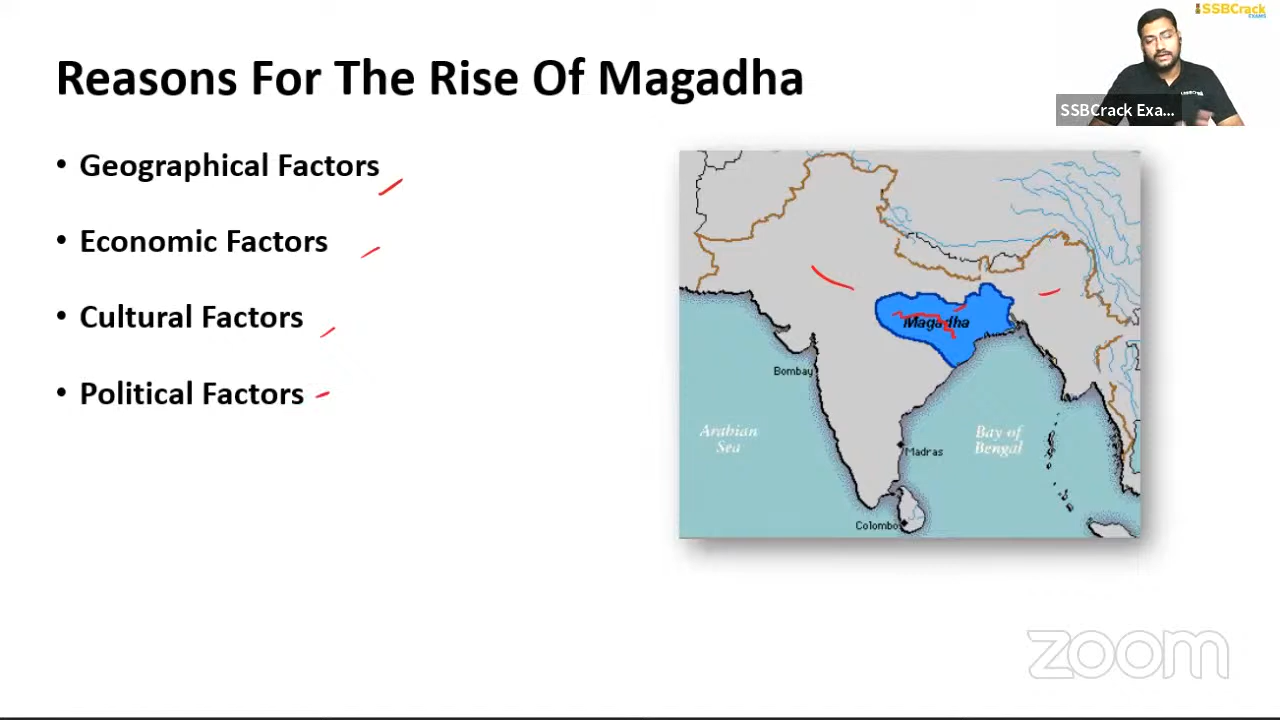 SSBCrack
EXAMS
Reasons For The Rise Of Magadha
SSBCrack Exa...
• Geographical Factors
• Economic Factors
• Cultural Factors
• Political Factors
Magadha
Bombay
Arabian
Sea
Bay of
Bengal
Madras
Colombo
zoom